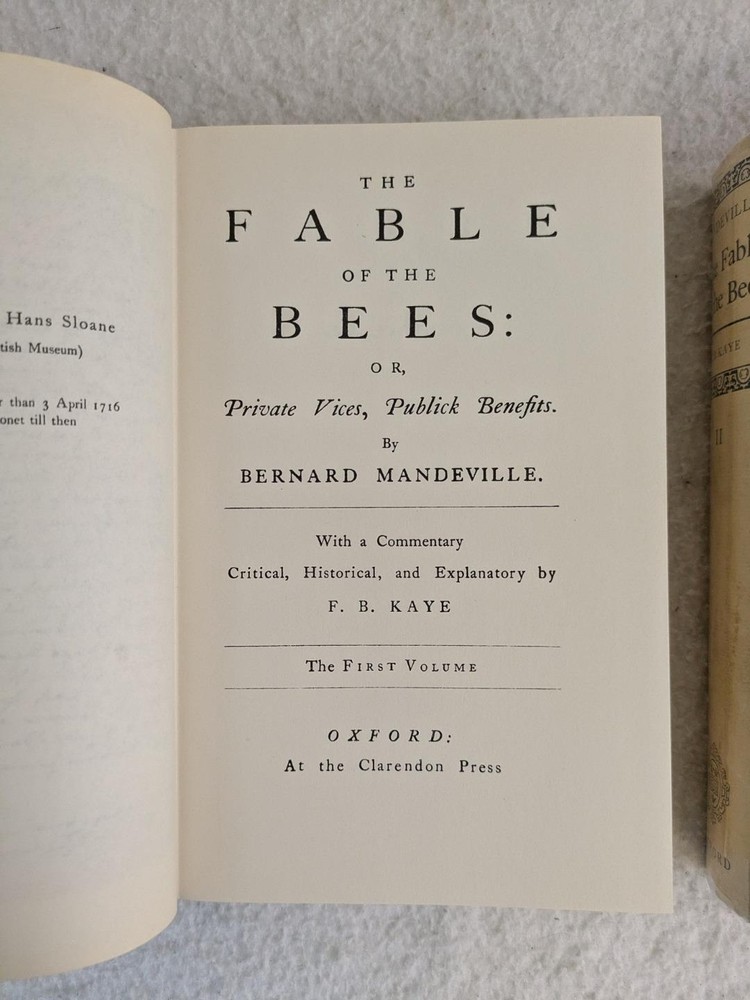 Hans Sloane
Museum)
than 3 April 1716
till then
THE
FABLE
OF THE
BEES:
OR,
Private Vices, Publick Benefits.
By
BERNARD MANDEVILLE.
With a Commentary
Critical, Historical, and Explanatory by
F. B. KAYE
The FIRST VOLUME
OXFORD:
At the Clarendon Press
KAYE
II